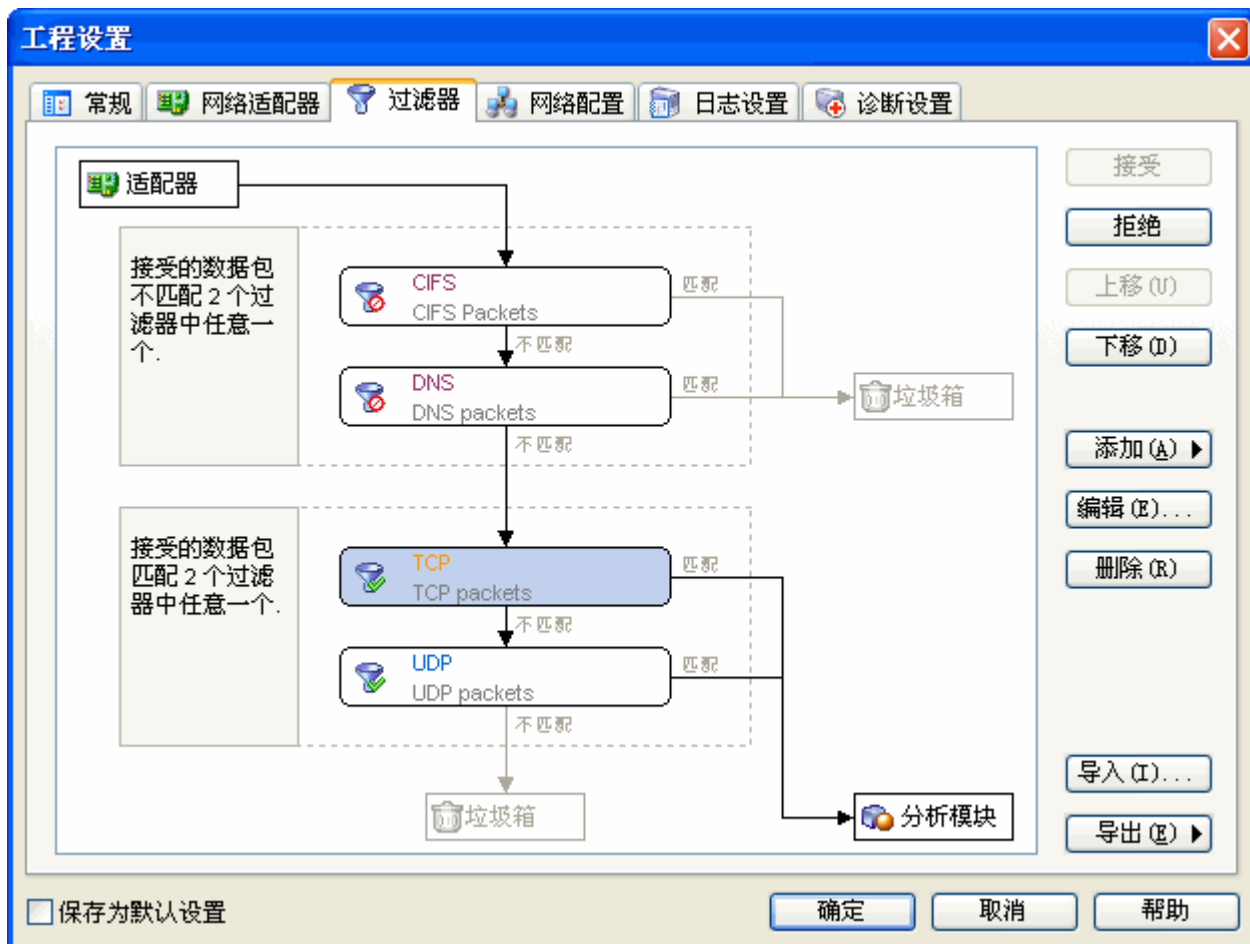 工程设置
常规
网络适配器
过滤器
网络配置
日志设置
诊断设置
适配器
接受的数据包
不匹配 2 个过
滤器中任意一
个.
CIFS
CIFS Packets
匹配
不匹配
DNS
DNS packets
匹配
不匹配
垃圾箱
接受的数据包
匹配 2 个过滤
器中任意一个.
TCP
TCP packets
匹配
不匹配
UDP
UDP packets
匹配
不匹配
垃圾箱
分析模块
接受
拒绝
上移(U)
下移(D)
添加(A)
编辑(E)...
删除(R)
导入(I)...
导出(E)
保存为默认设置
确定
取消
帮助